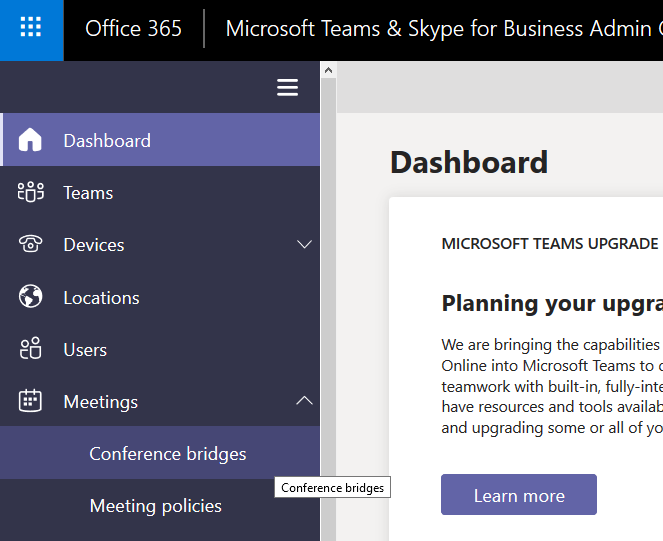 Office 365
Microsoft Teams & Skype for Business Admin
Dashboard
Teams
Devices
Locations
Users
Meetings
Conference bridges
Conference bridges
Meeting policies
Dashboard
MICROSOFT TEAMS UPGRADE
Planning your upgra
We are bringing the capabilities
Online into Microsoft Teams to
teamwork with built-in, fully-inte
have resources and tools availab
and upgrading some or all of yo
Learn more